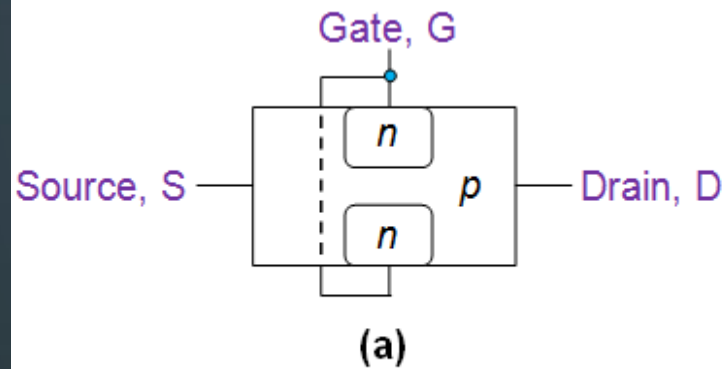 Gate, G
n
Source, S
p
Drain, D
n
(a)